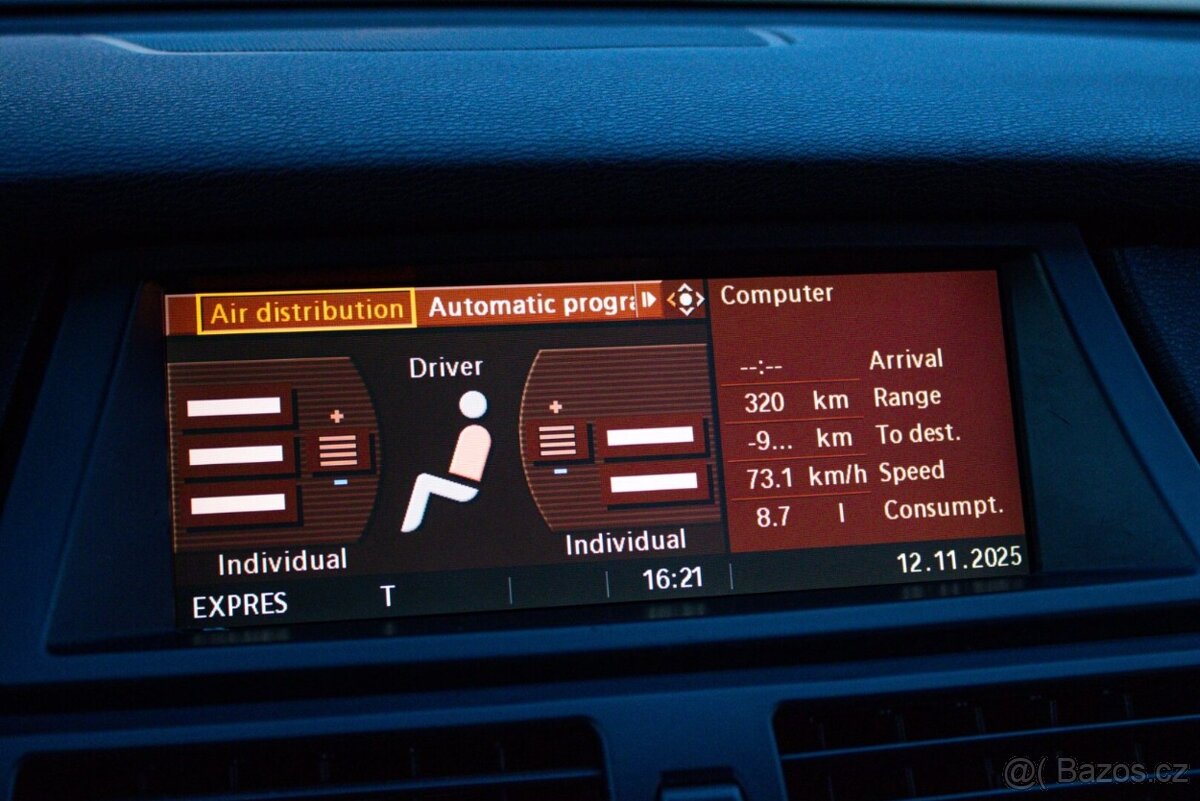 Air distribution Automatic progra
Driver
Individual
Individual
Computer
--:-- Arrival
320 km Range
-9... km To dest.
73.1 km/h Speed
8.7 l Consumpt.
EXPRES T 16:21 12.11.2025
@( Bazos.cz